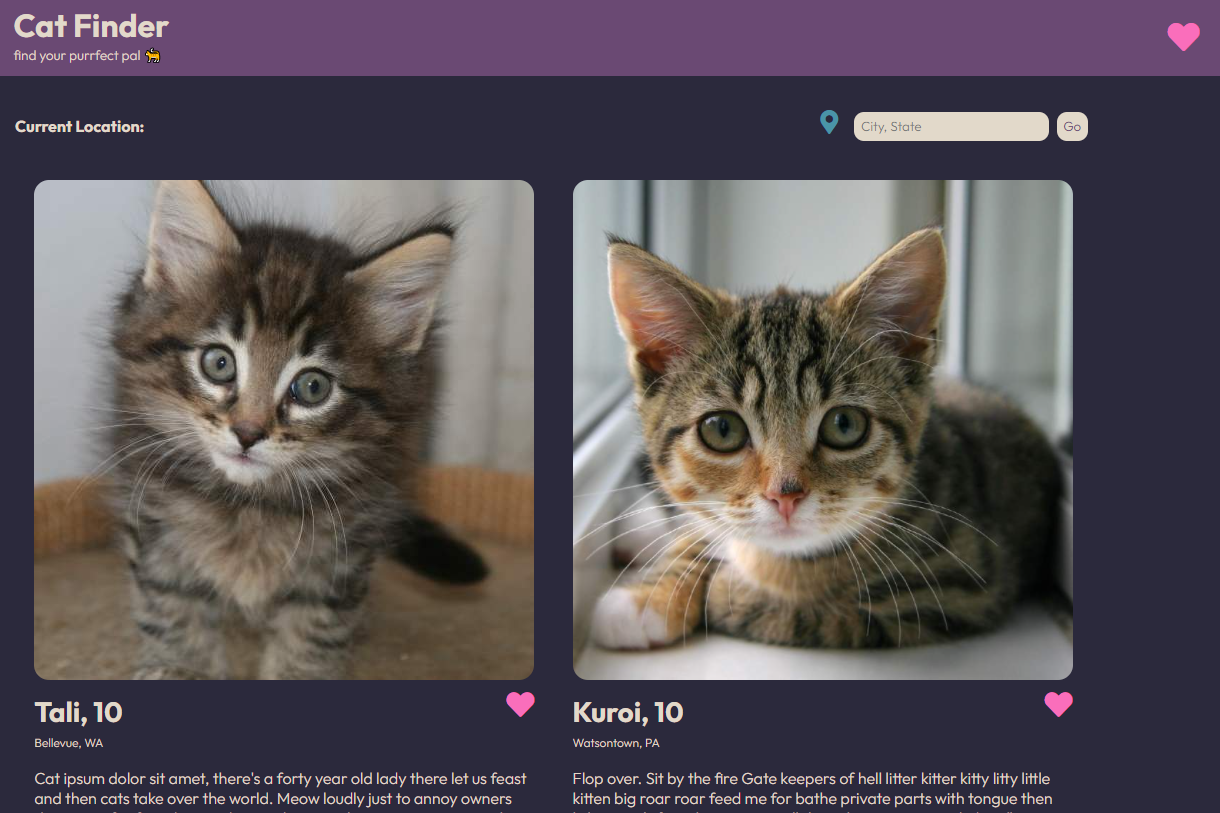 Cat Finder
find your purrfect pal 🐈
Current Location:
City, State
Go
Tali, 10
Bellevue, WA
Cat ipsum dolor sit amet, there's a forty year old lady there let us feast
and then cats take over the world. Meow loudly just to annoy owners
Kuroi, 10
Watsontown, PA
Flop over. Sit by the fire Gate keepers of hell litter kitter kitty litty little
kitten big roar roar feed me for bathe private parts with tongue then